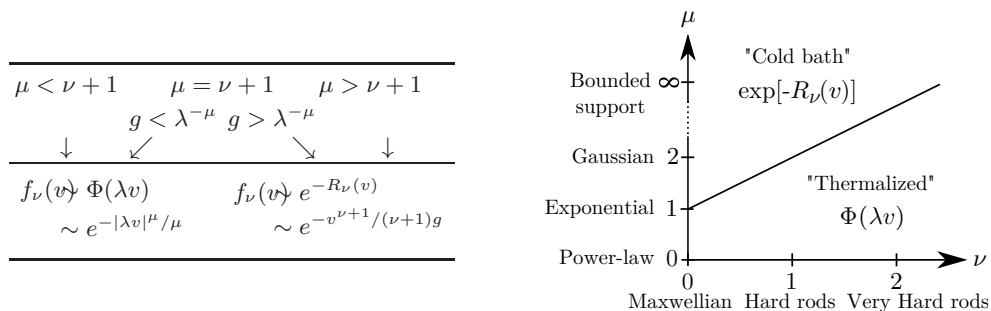 μ < ν + 1 μ = ν + 1 μ > ν + 1
g < λ^{-μ} g > λ^{-μ}
↓ ↙ ↘ ↓
f_ν(v) ∼ Φ(λv) f_ν(v) ∼ e^{-R_ν(v)}
∼ e^{-|λv|^μ/μ} ∼ e^{-v^{ν+1}/(ν+1)g}
μ
"Cold bath"
exp[-R_ν(v)]
Bounded ∞
support
Gaussian 2
"Thermalized"
Exponential 1
Φ(λv)
Power-law 0
ν
0 1 2
Maxwellian Hard rods Very Hard rods